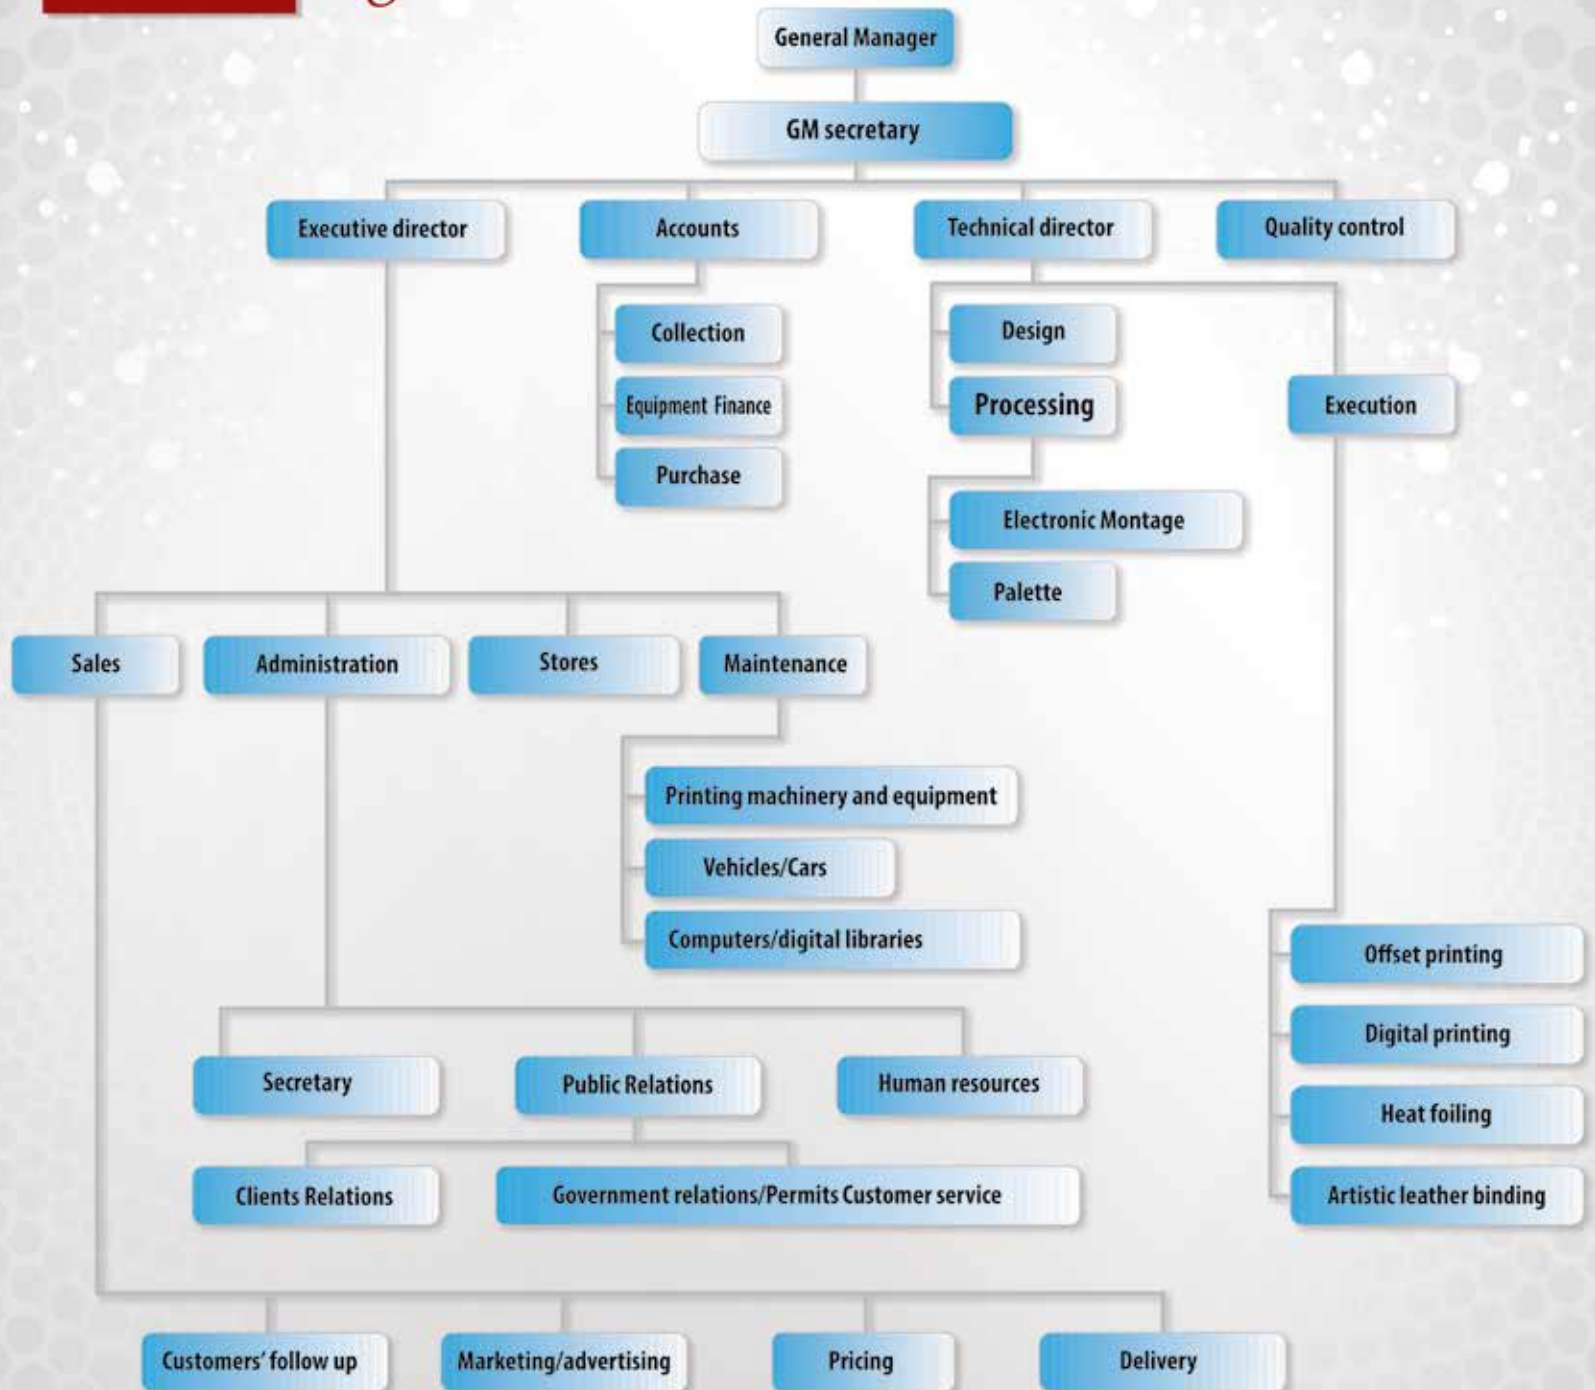 General Manager
GM secretary
Executive director
Accounts
Technical director
Quality control
Collection
Equipment Finance
Purchase
Design
Processing
Execution
Electronic Montage
Palette
Sales
Administration
Stores
Maintenance
Printing machinery and equipment
Vehicles/Cars
Computers/digital libraries
Offset printing
Digital printing
Heat foiling
Artistic leather binding
Secretary
Public Relations
Human resources
Clients Relations
Government relations/Permits Customer service
Customers' follow up
Marketing/advertising
Pricing
Delivery